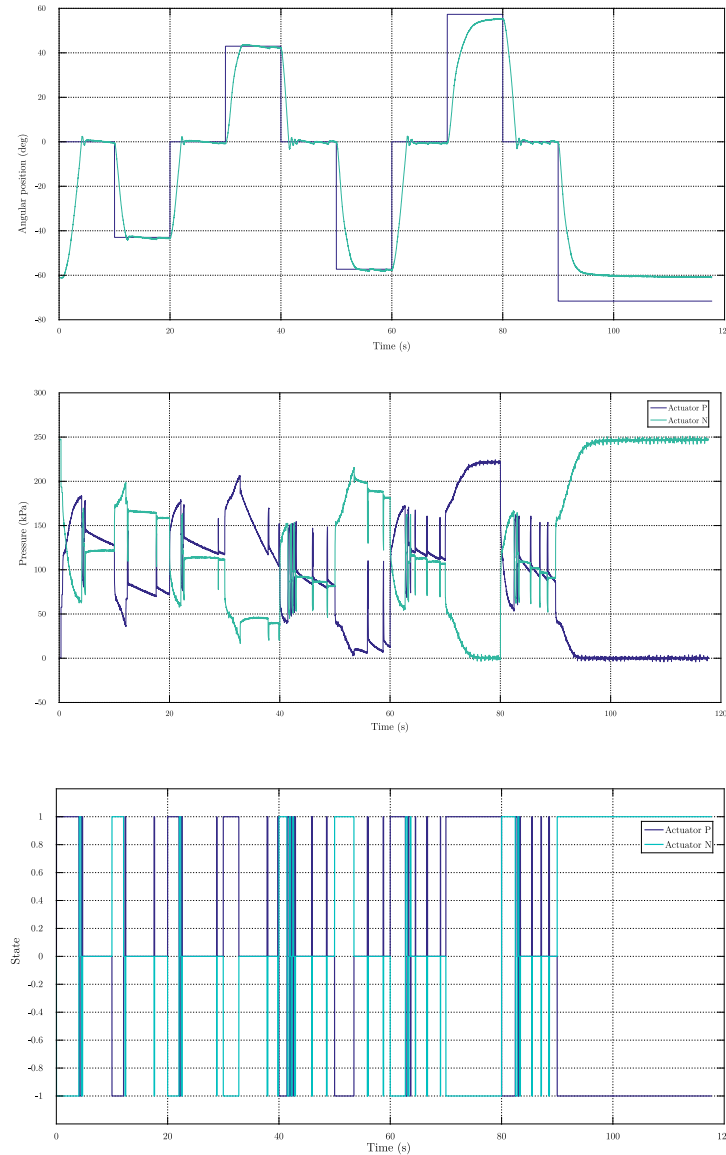 60
40
20
0
-20
-40
-60
-80
Angular position (deg)
0 20 40 60 80 100 12
Time (s)
300
250
200
150
100
50
0
-50
Pressure (kPa)
Actuator P
Actuator N
0 20 40 60 80 100 120
Time (s)
1
0.8
0.6
0.4
0.2
0
-0.2
-0.4
-0.6
-0.8
-1
State
Actuator P
Actuator N
0 20 40 60 80 100 12
Time (s)